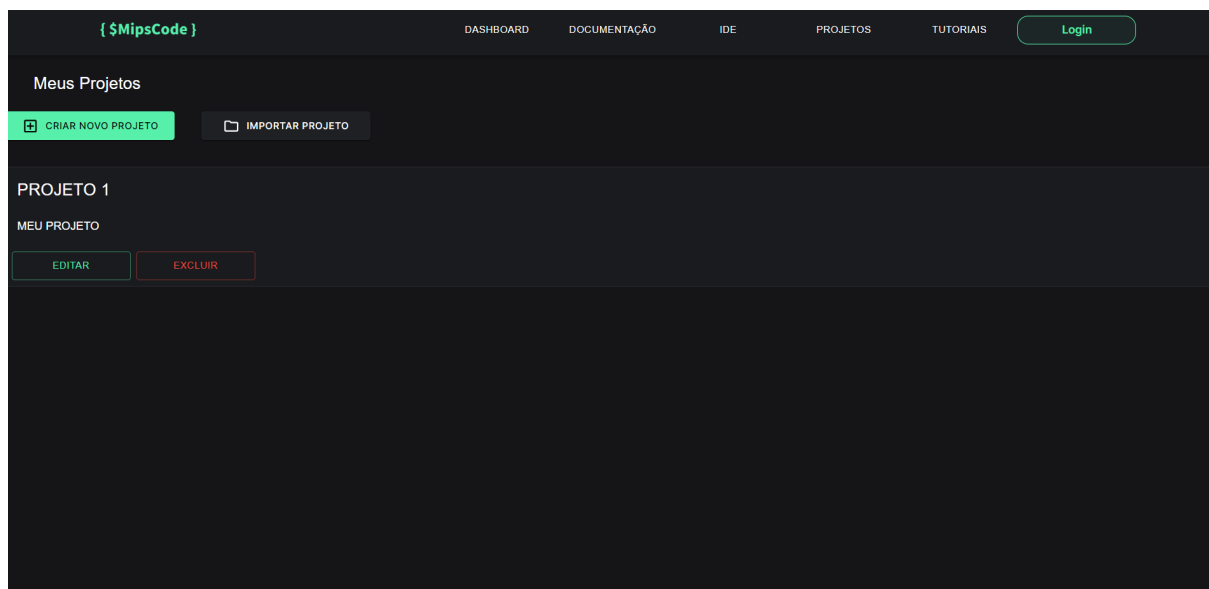 { $MipsCode } DASHBOARD DOCUMENTAÇÃO IDE PROJETOS TUTORIAIS Login
Meus Projetos
CRIAR NOVO PROJETO IMPORTAR PROJETO
PROJETO 1
MEU PROJETO
EDITAR EXCLUIR